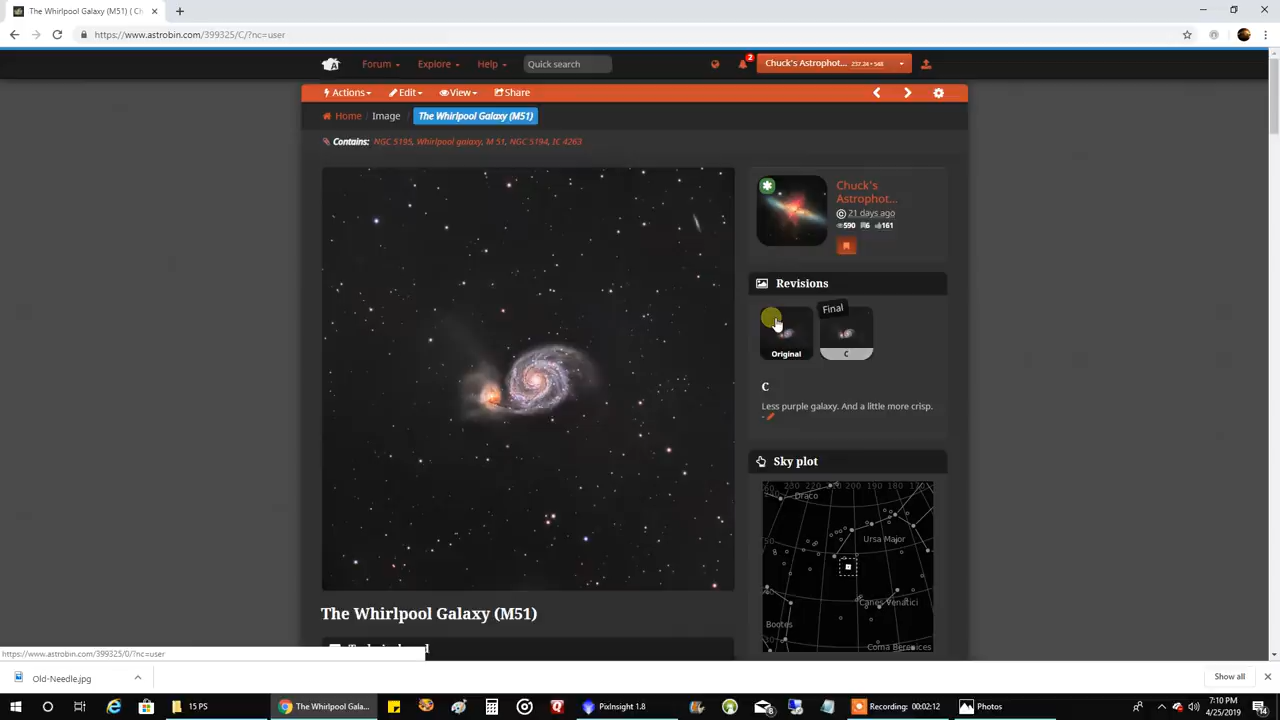 The Whirlpool Galaxy (M51) ( Ch
https://www.astrobin.com/399325/C/?nc=user
Forum Explore Help Quick search 2 Chuck's Astrophot... 237.24 • 548
Actions Edit View Share
Home / Image / The Whirlpool Galaxy (M51)
Contains: NGC 5195, Whirlpool galaxy, M 51, NGC 5194, IC 4263
Chuck's
Astrophot...
21 days ago
590 6 161
Revisions
Final
Original C
C
Less purple galaxy. And a little more crisp.
-
Sky plot
Draco
Ursa Major
Canes Venatici
Bootes
Coma Berenices
The Whirlpool Galaxy (M51)
https://www.astrobin.com/399325/0/?nc=user
Old-Needle.jpg Show all
15 PS The Whirlpool Gala... PixInsight 1.8 Recording: 00:02:12 Photos
7:10 PM
4/25/2019